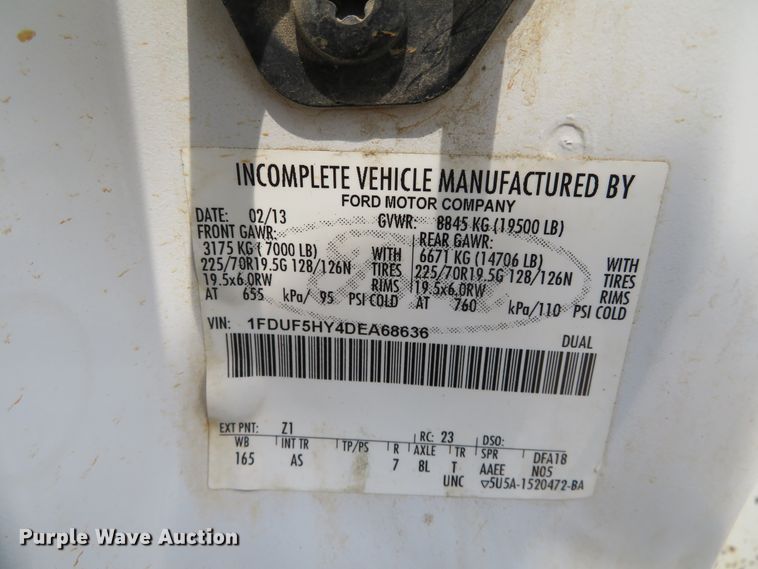 INCOMPLETE VEHICLE MANUFACTURED BY
FORD MOTOR COMPANY
DATE: 02/13 GVWR: 8845 KG (19500 LB)
FRONT GAWR: REAR GAWR:
3175 KG (7000 LB) WITH 6671 KG (14706 LB) WITH
225/70R19.5G 128/126N TIRES 225/70R19.5G 128/126N TIRES
19.5x6.0RW RIMS 19.5x6.0RW RIMS
AT 655 kPa/ 95 PSI COLD AT 760 kPa/110 PSI COLD
VIN: 1FDUF5HY4DEA68636 DUAL
EXT PNT: Z1 RC: 23 DSO:
WB INT TR TP/PS R AXLE TR SPR DFA18
165 AS 7 8L T AAEE N05
UNC ▽5U5A-1520472-BA
Purple Wave Auction